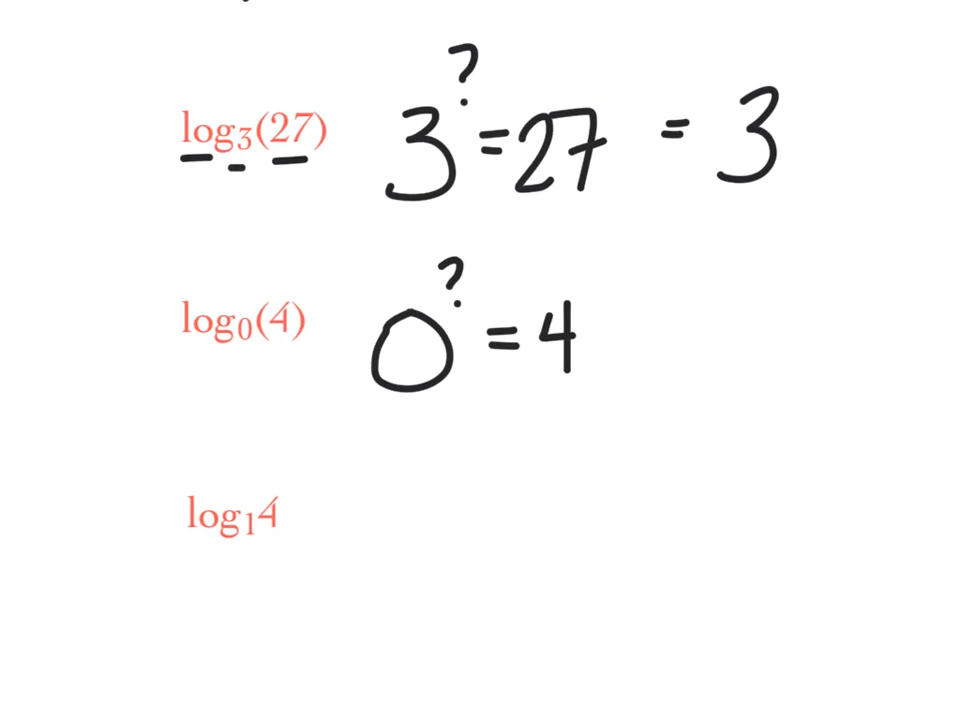 log₃(27) 3^? = 27 = 3
log₀(4) 0^? = 4
log₁4